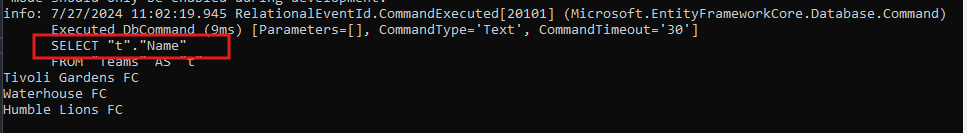 mode should only be enabled during development.
info: 7/27/2024 11:02:19.945 RelationalEventId.CommandExecuted[20101] (Microsoft.EntityFrameworkCore.Database.Command)
Executed DbCommand (9ms) [Parameters=[], CommandType='Text', CommandTimeout='30']
SELECT "t"."Name"
FROM "Teams" AS "t"
Tivoli Gardens FC
Waterhouse FC
Humble Lions FC